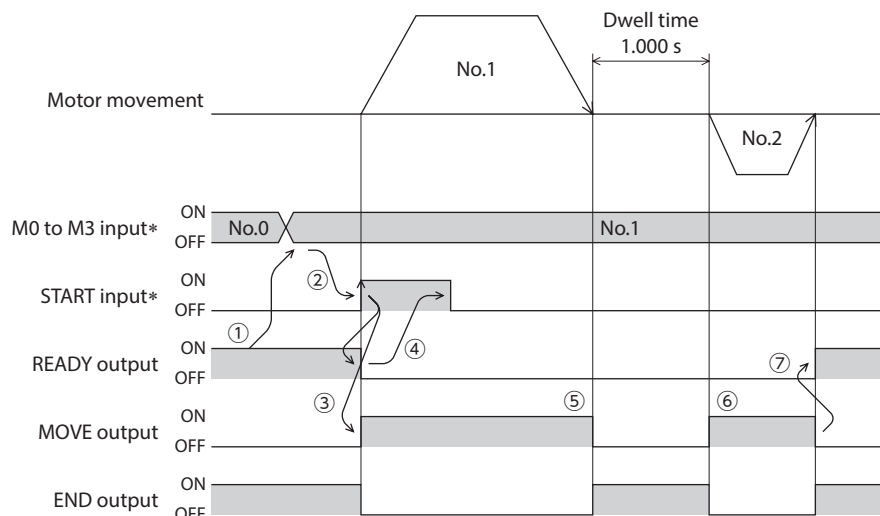 Dwell time
1.000 s
No.1
Motor movement
No.2
ON
M0 to M3 input*
No.0
No.1
OFF
ON
②
START input*
OFF
①
ON
④
⑦
READY output
OFF
③
⑤
⑥
ON
MOVE output
OFF
ON
END output
OFF